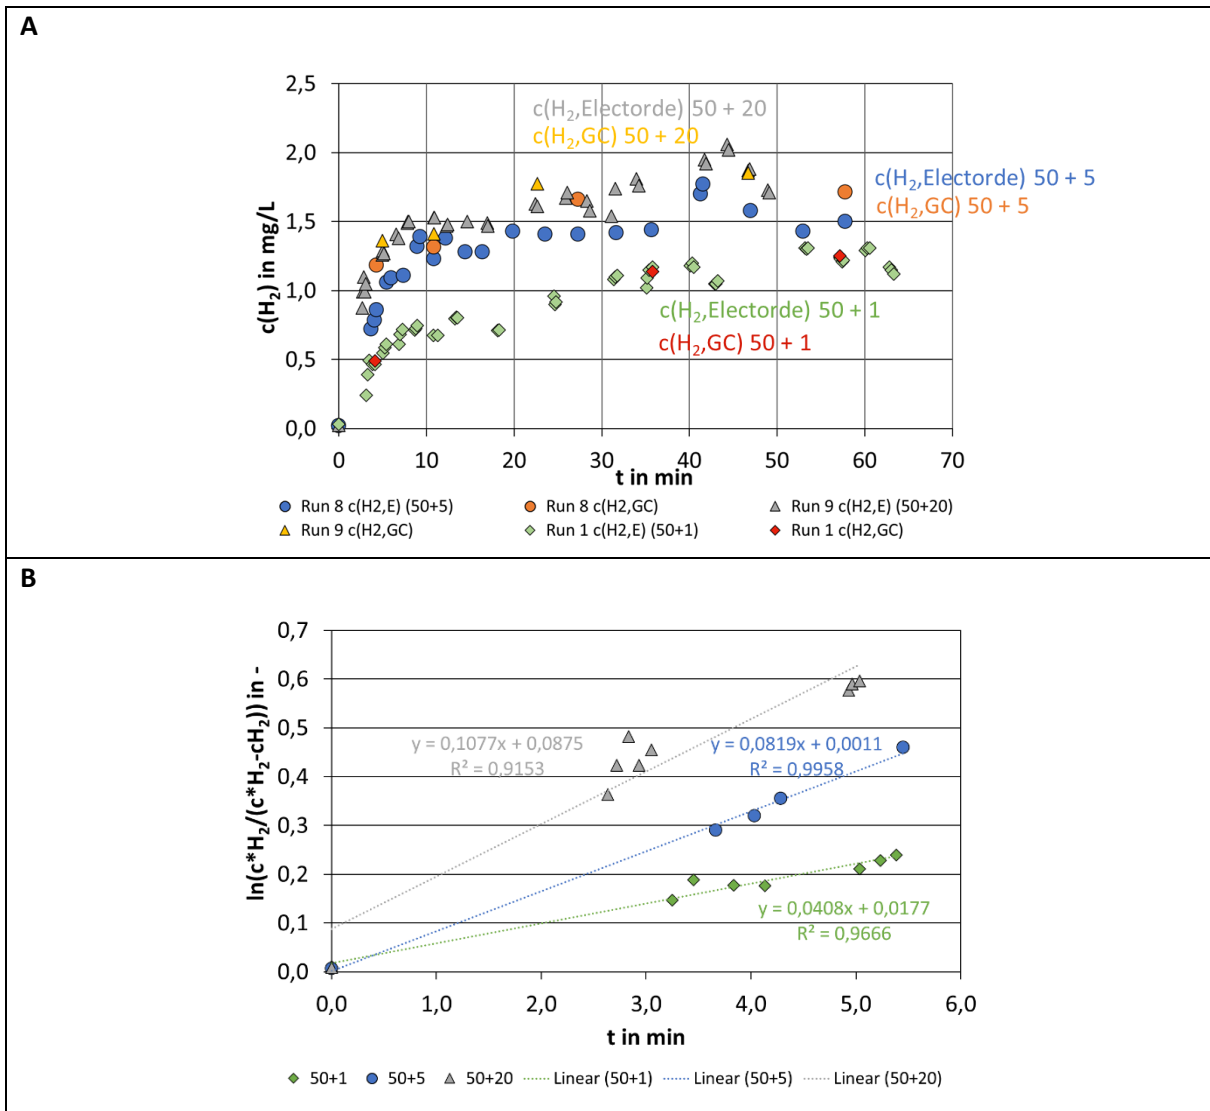 A
2,5
2,0
1,5
1,0
0,5
0,0
c(H₂) in mg/L
c(H₂,Electorde) 50 + 20
c(H₂,GC) 50 + 20
c(H₂,Electorde) 50 + 5
c(H₂,GC) 50 + 5
c(H₂,Electorde) 50 + 1
c(H₂,GC) 50 + 1
0 10 20 30 40 50 60 70
t in min
Run 8 c(H2,E) (50+5) Run 8 c(H2,GC) Run 9 c(H2,E) (50+20)
Run 9 c(H2,GC) Run 1 c(H2,E) (50+1) Run 1 c(H2,GC)
B
0,7
0,6
0,5
0,4
0,3
0,2
0,1
0,0
ln(c*H₂/(c*H₂-cH₂)) in -
y = 0,1077x + 0,0875
R² = 0,9153
y = 0,0819x + 0,0011
R² = 0,9958
y = 0,0408x + 0,0177
R² = 0,9666
0,0 1,0 2,0 3,0 4,0 5,0 6,0
t in min
50+1 50+5 50+20 Linear (50+1) Linear (50+5) Linear (50+20)